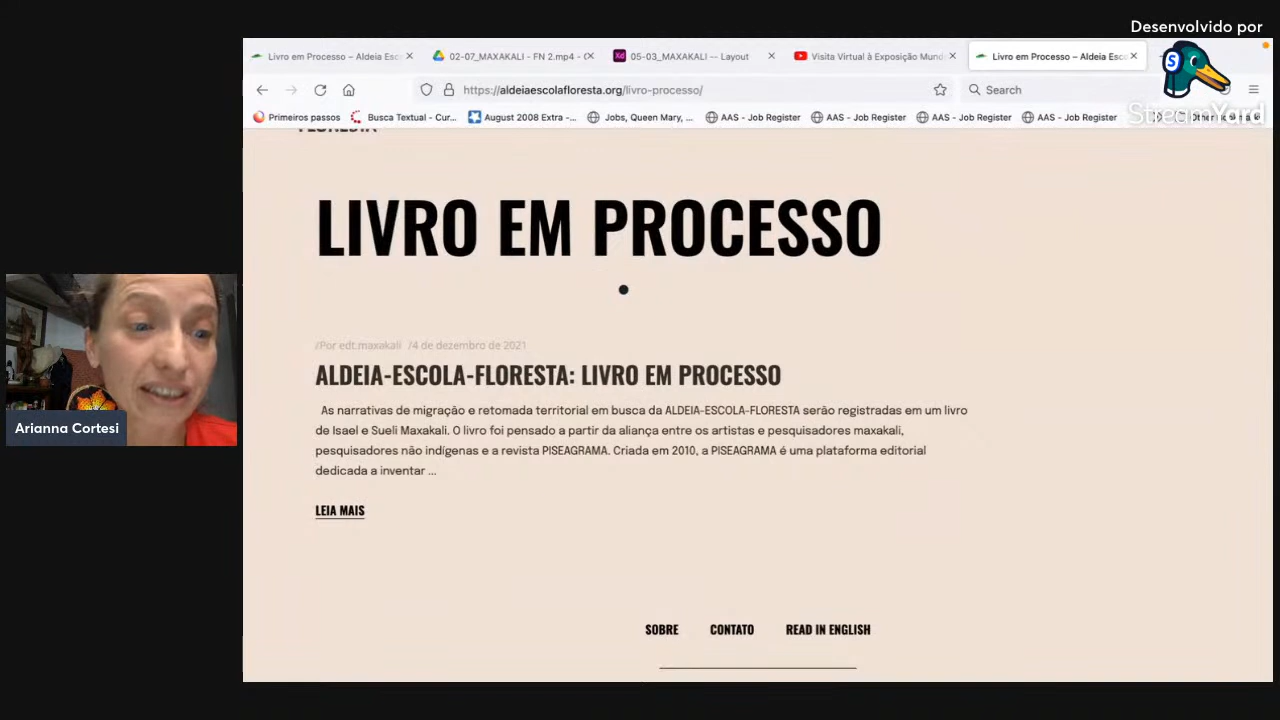 Desenvolvido por
StreamYard
Livro em Processo – Aldeia Esc
02-07_MAXAKALI - FN 2.mp4 - G
05-03_MAXAKALI -- Layout
Visita Virtual à Exposição Mund
Livro em Processo – Aldeia Esc
https://aldeiaescolafloresta.org/livro-processo/
Search
Primeiros passos
Busca Textual - Cur...
August 2008 Extra -...
Jobs, Queen Mary, ...
AAS - Job Register
AAS - Job Register
AAS - Job Register
AAS - Job Register
FLORESTA
LIVRO EM PROCESSO
/Por edt.maxakali /4 de dezembro de 2021
ALDEIA-ESCOLA-FLORESTA: LIVRO EM PROCESSO
As narrativas de migração e retomada territorial em busca da ALDEIA-ESCOLA-FLORESTA serão registradas em um livro
de Isael e Sueli Maxakali. O livro foi pensado a partir da aliança entre os artistas e pesquisadores maxakali,
pesquisadores não indígenas e a revista PISEAGRAMA. Criada em 2010, a PISEAGRAMA é uma plataforma editorial
dedicada a inventar ...
LEIA MAIS
Arianna Cortesi
SOBRE CONTATO READ IN ENGLISH